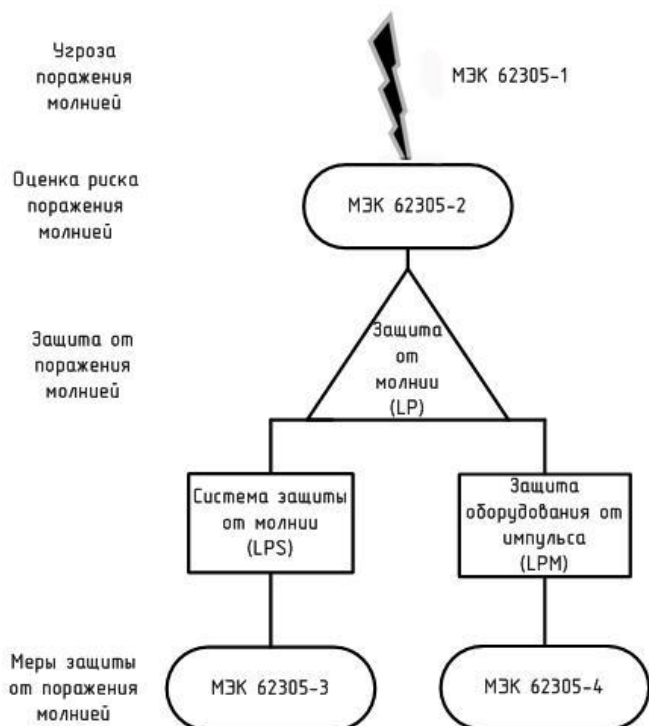 Угроза
поражения
молнией
МЭК 62305-1
Оценка риска
поражения
молнией
МЭК 62305-2
Защита от
поражения
молнией
Защита
от
молнии
(LP)
Система защиты
от молнии
(LPS)
Защита
оборудования от
импульса
(LPM)
Меры защиты
от поражения
молнией
МЭК 62305-3
МЭК 62305-4